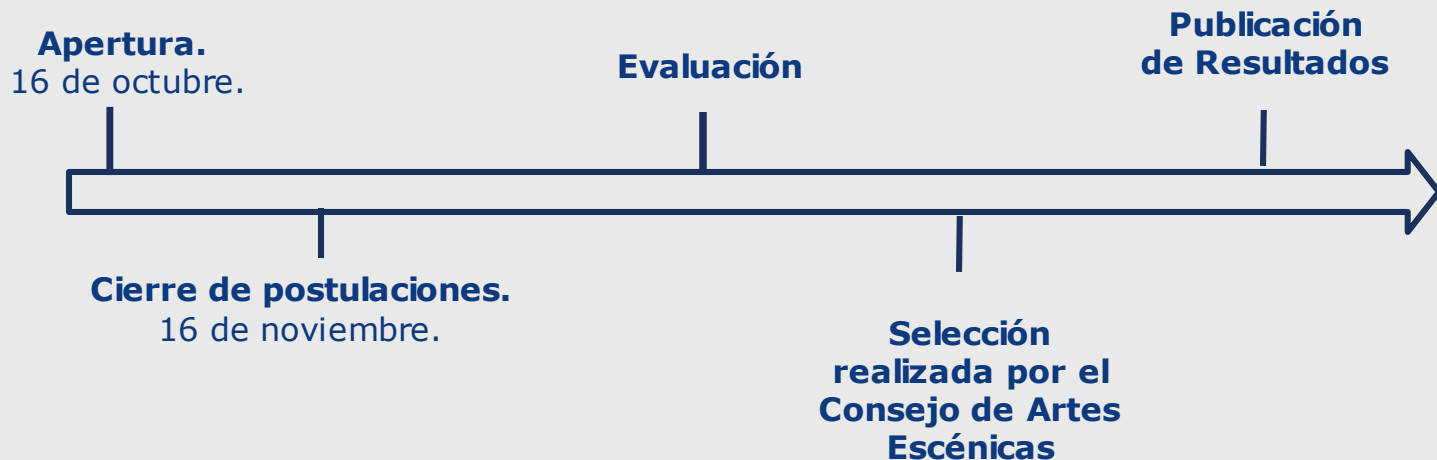 Apertura.
16 de octubre.
Cierre de postulaciones.
16 de noviembre.
Evaluación
Selección
realizada por el
Consejo de Artes
Escénicas
Publicación
de Resultados